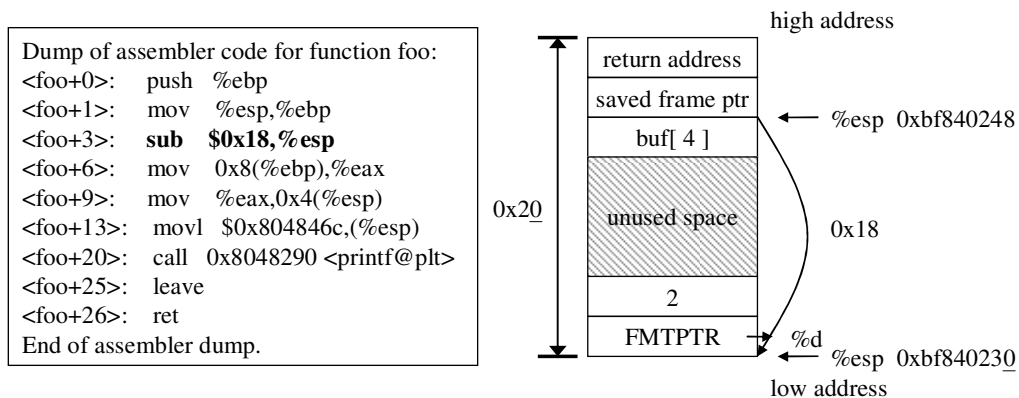 Dump of assembler code for function foo:
<foo+0>: push %ebp
<foo+1>: mov %esp,%ebp
<foo+3>: sub $0x18,%esp
<foo+6>: mov 0x8(%ebp),%eax
<foo+9>: mov %eax,0x4(%esp)
<foo+13>: movl $0x804846c,(%esp)
<foo+20>: call 0x8048290 <printf@plt>
<foo+25>: leave
<foo+26>: ret
End of assembler dump.
high address
return address
saved frame ptr
%esp 0xbf840248
buf[ 4 ]
0x20
unused space
0x18
2
FMTPTR
%d
%esp 0xbf840230
low address